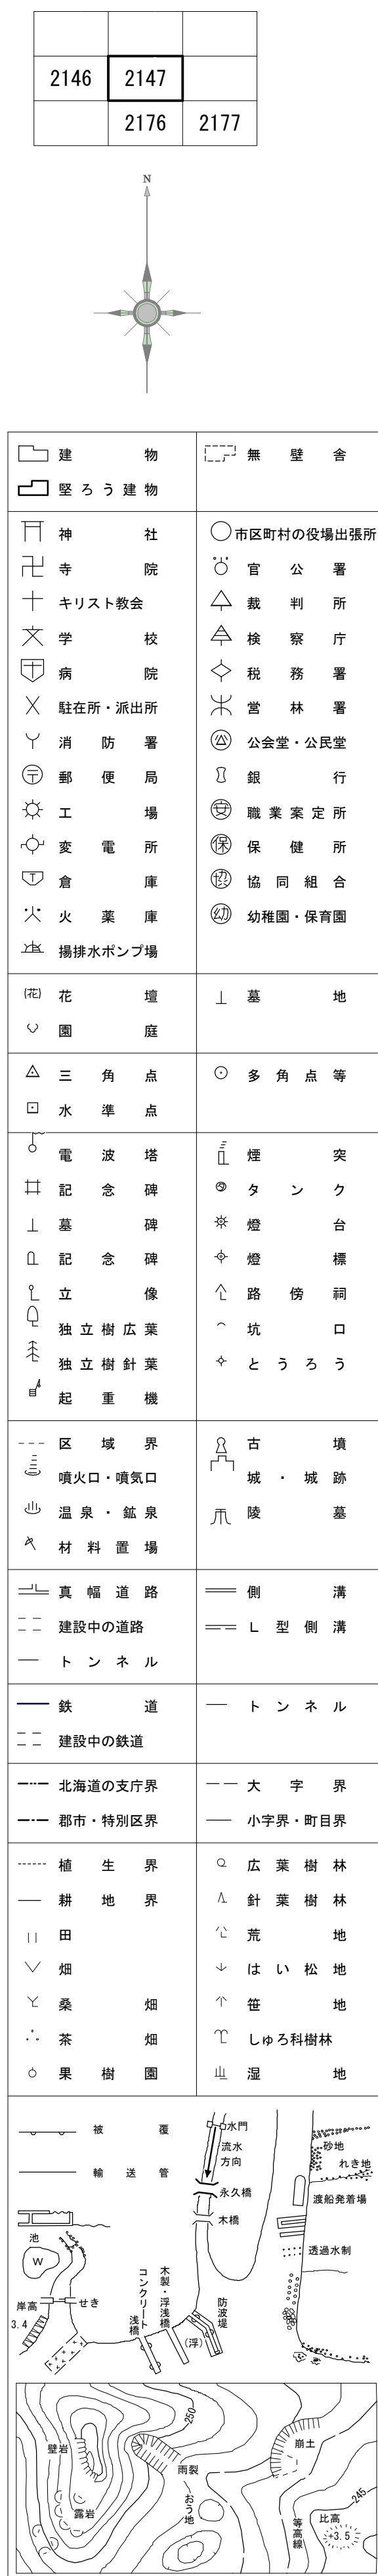 2146 2147
2176 2177
N
建物 無壁舎
堅ろう建物
神社 市区町村の役場出張所
寺院 官公署
キリスト教会 裁判所
学校 検察庁
病院 税務署
駐在所・派出所 営林署
消防署 公会堂・公民堂
郵便局 銀行
工場 安 職業案定所
変電所 保 保健所
倉庫 協 協同組合
火薬庫 幼 幼稚園・保育園
揚排水ポンプ場
(花) 花壇 墓地
園庭
三角点 多角点等
水準点
電波塔 煙突
記念碑 タンク
墓碑 燈台
記念碑 燈標
立像 路傍祠
独立樹広葉 坑口
独立樹針葉 とうろう
起重機
区域界 古墳
噴火口・噴気口 城・城跡
温泉・鉱泉 陵墓
材料置場
真幅道路 側溝
建設中の道路 L型側溝
トンネル
鉄道 トンネル
建設中の鉄道
北海道の支庁界 大字界
郡市・特別区界 小字界・町目界
植生界 広葉樹林
耕地界 針葉樹林
田 荒地
畑 はい松地
桑畑 笹地
茶畑 しゅろ科樹林
果樹園 湿地
被覆
輸送管
水門
流水
方向
永久橋
木橋
砂地
れき地
渡船発着場
透過水制
池
W
岸高
3.4
せき
コンクリート
浅橋
木製・浮浅橋
防波堤
(浮)
250
壁岩
雨裂
崩土
露岩
おう地
等高線
245
比高
+3.5